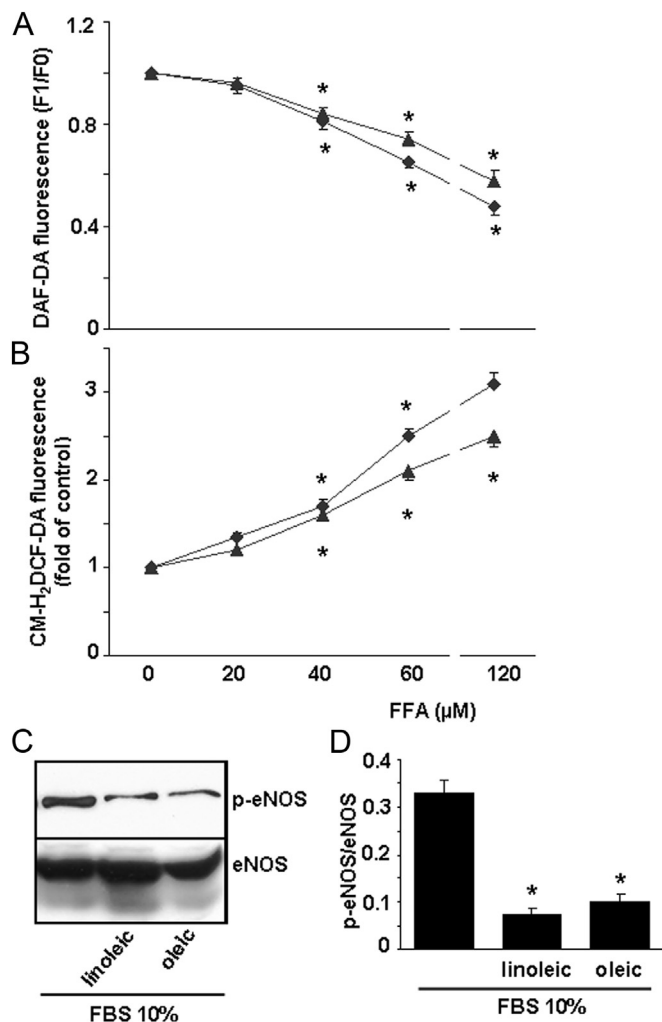 A
DAF-DA fluorescence (F1/F0)
1.2
0.8
0.4
0
*
*
*
*
*
*
B
CM-H₂DCF-DA fluorescence
(fold of control)
3
2
1
0
*
*
*
*
*
0 20 40 60 120
FFA (µM)
C
p-eNOS
eNOS
linoleic oleic
FBS 10%
D
p-eNOS/eNOS
0.4
0.3
0.2
0.1
0
*
*
linoleic oleic
FBS 10%